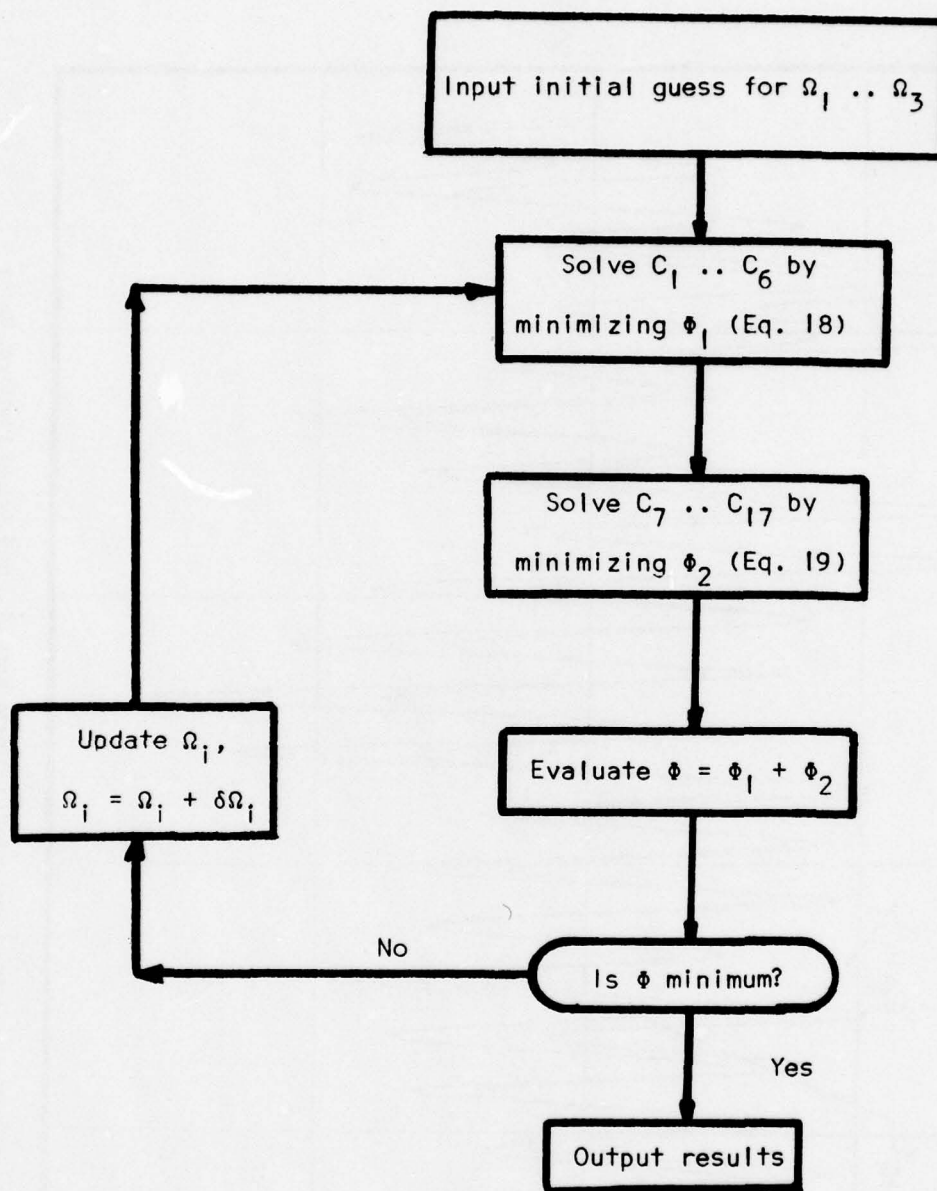 Input initial guess for Ω₁ .. Ω₃
Solve C₁ .. C₆ by
minimizing Φ₁ (Eq. 18)
Solve C₇ .. C₁₇ by
minimizing Φ₂ (Eq. 19)
Update Ωᵢ,
Ωᵢ = Ωᵢ + δΩᵢ
Evaluate Φ = Φ₁ + Φ₂
No
Is Φ minimum?
Yes
Output results